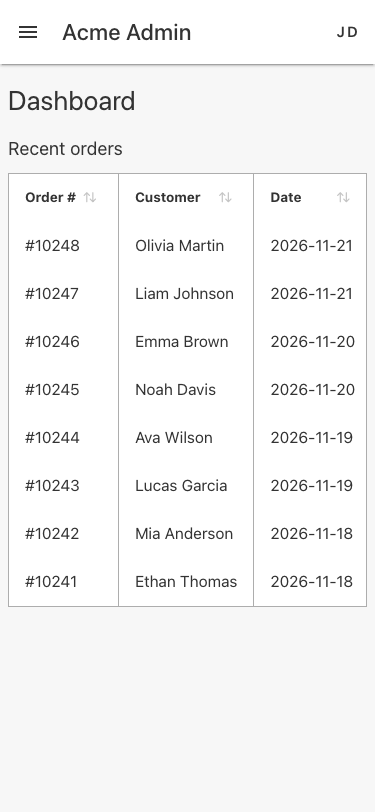 Acme Admin JD
Dashboard
Recent orders
Order # Customer Date
#10248 Olivia Martin 2026-11-21
#10247 Liam Johnson 2026-11-21
#10246 Emma Brown 2026-11-20
#10245 Noah Davis 2026-11-20
#10244 Ava Wilson 2026-11-19
#10243 Lucas Garcia 2026-11-19
#10242 Mia Anderson 2026-11-18
#10241 Ethan Thomas 2026-11-18